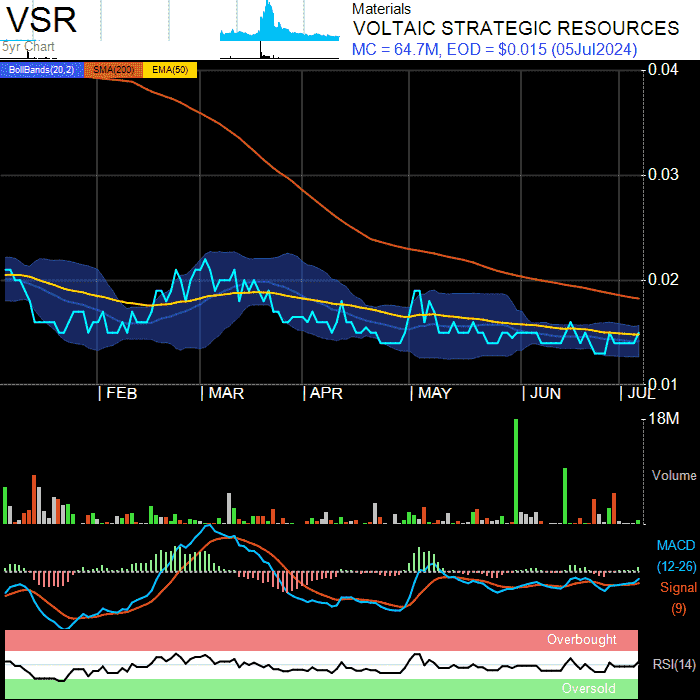 VSR
5yr Chart
Materials
VOLTAIC STRATEGIC RESOURCES
MC = 64.7M, EOD = $0.015 (05Jul2024)
BollBands(20,2) SMA(200) EMA(50)
0.04
0.03
0.02
0.01
| FEB | MAR | APR | MAY | JUN | JUL
18M
Volume
MACD
(12-26)
Signal
(9)
Overbought
RSI(14)
Oversold